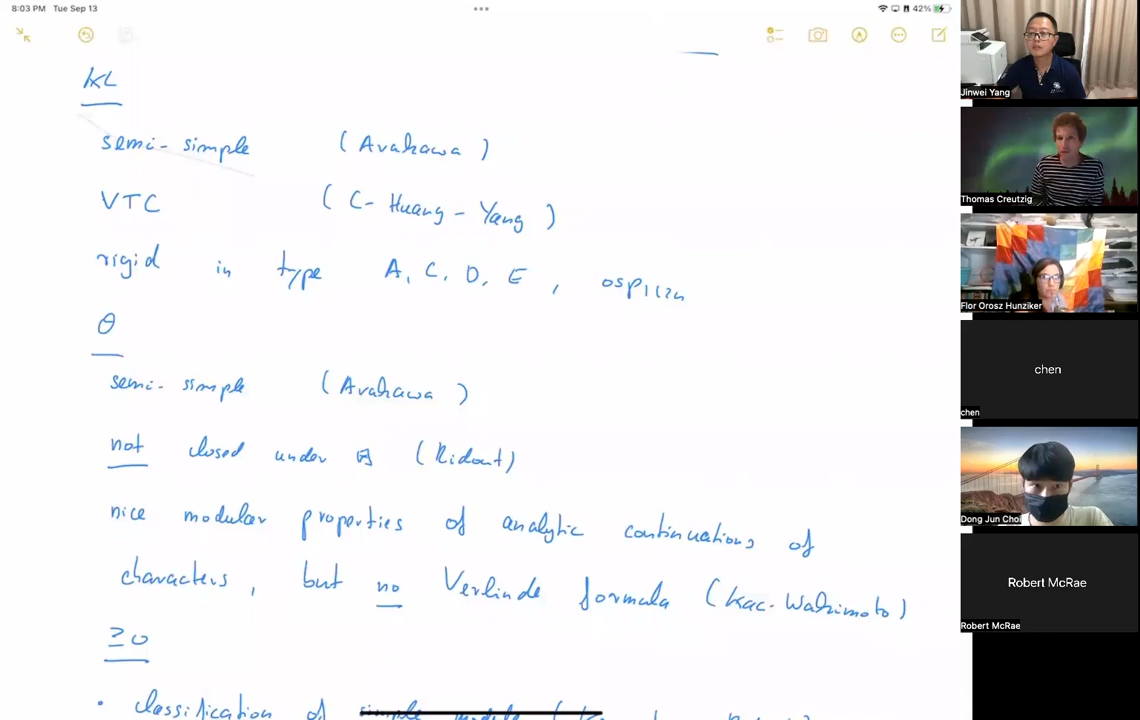 8:03 PM Tue Sep 13
42%
KL
semi-simple (Arakawa)
VTC (C-Huang-Yang)
rigid in type A, C, D, E, osp1|2n
θ
semi-simple (Arakawa)
not closed under ⊠ (Ridout)
nice modular properties of analytic continuations of
characters, but no Verlinde formula (Kac-Wakimoto)
≥0
• classification of simple
Jinwei Yang
Thomas Creutzig
Flor Orosz Hunziker
chen
chen
Dong Jun Choi
Robert McRae
Robert McRae